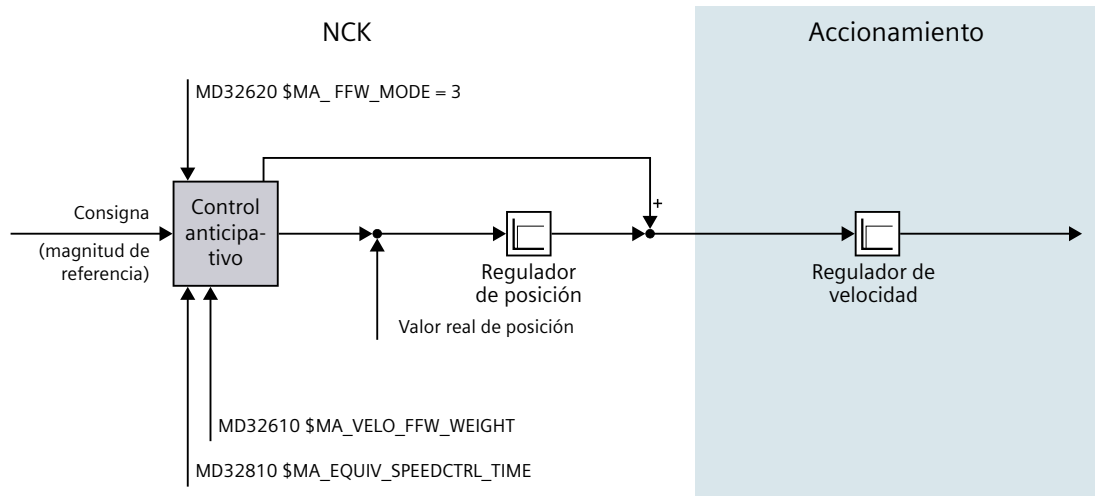 NCK
Accionamiento
MD32620 $MA_ FFW_MODE = 3
Consigna
(magnitud de
referencia)
Control
anticipa-
tivo
+
Regulador
de posición
Regulador de
velocidad
Valor real de posición
MD32610 $MA_VELO_FFW_WEIGHT
MD32810 $MA_EQUIV_SPEEDCTRL_TIME